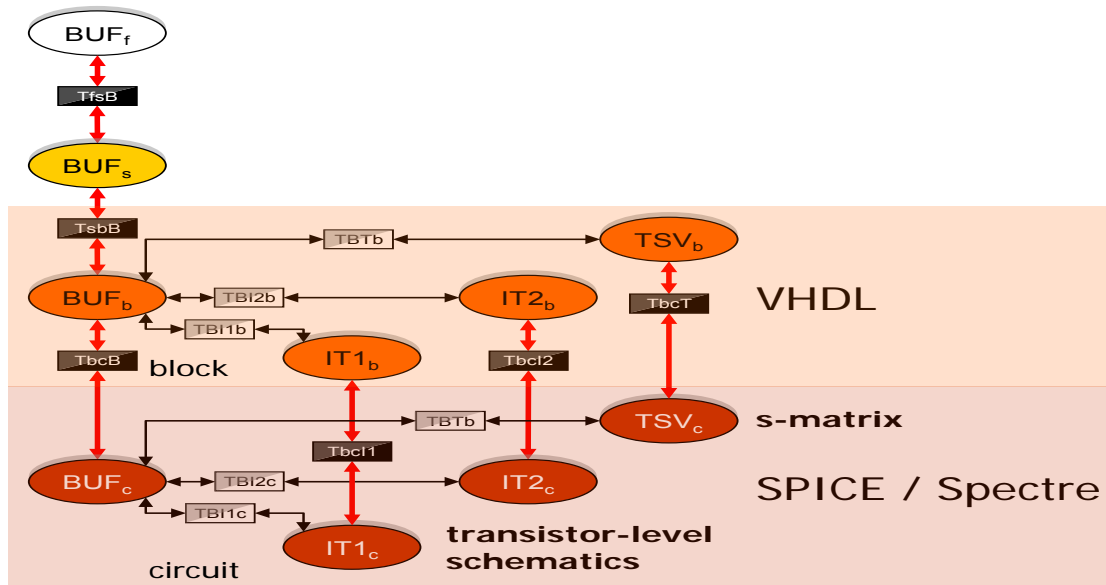 BUFf
TfsB
BUFs
TsbB
TBTb
TSVb
BUFb
TBI2b
IT2b
TbcT
VHDL
TBI1b
TbcB
block
IT1b
TbcI2
TBTb
TSVc
s-matrix
TbcI1
BUFc
TBI2c
IT2c
SPICE / Spectre
TBI1c
IT1c
transistor-level
schematics
circuit